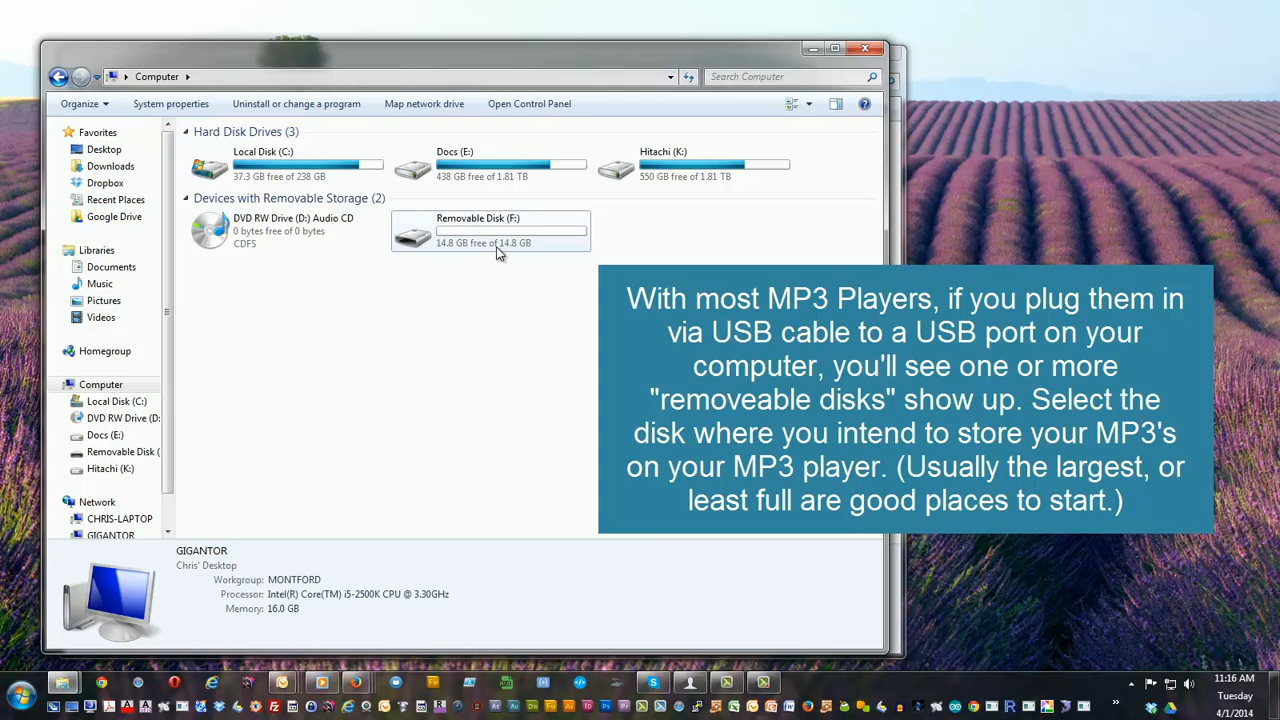 Computer
Search Computer
Organize
System properties
Uninstall or change a program
Map network drive
Open Control Panel
Favorites
Desktop
Downloads
Dropbox
Recent Places
Google Drive
Libraries
Documents
Music
Pictures
Videos
Homegroup
Computer
Local Disk (C:)
DVD RW Drive (D:
Docs (E:)
Removable Disk (
Hitachi (K:)
Network
CHRIS-LAPTOP
GIGANTOR
Hard Disk Drives (3)
Local Disk (C:)
37.3 GB free of 238 GB
Docs (E:)
438 GB free of 1.81 TB
Hitachi (K:)
550 GB free of 1.81 TB
Devices with Removable Storage (2)
DVD RW Drive (D:) Audio CD
0 bytes free of 0 bytes
CDFS
Removable Disk (F:)
14.8 GB free of 14.8 GB
With most MP3 Players, if you plug them in
via USB cable to a USB port on your
computer, you'll see one or more
"removeable disks" show up. Select the
disk where you intend to store your MP3's
on your MP3 player. (Usually the largest, or
least full are good places to start.)
GIGANTOR
Chris' Desktop
Workgroup: MONTFORD
Processor: Intel(R) Core(TM) i5-2500K CPU @ 3.30GHz
Memory: 16.0 GB
11:16 AM
Tuesday
4/1/2014